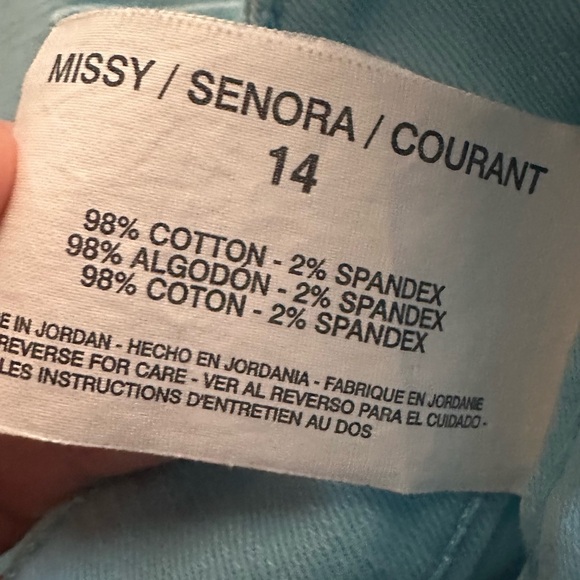 MISSY / SENORA / COURANT
14
98% COTTON - 2% SPANDEX
98% ALGODON - 2% SPANDEX
98% COTON - 2% SPANDEX
E IN JORDAN - HECHO EN JORDANIA - FABRIQUE EN JORDANIE
REVERSE FOR CARE - VER AL REVERSO PARA EL CUIDADO -
LES INSTRUCTIONS D'ENTRETIEN AU DOS